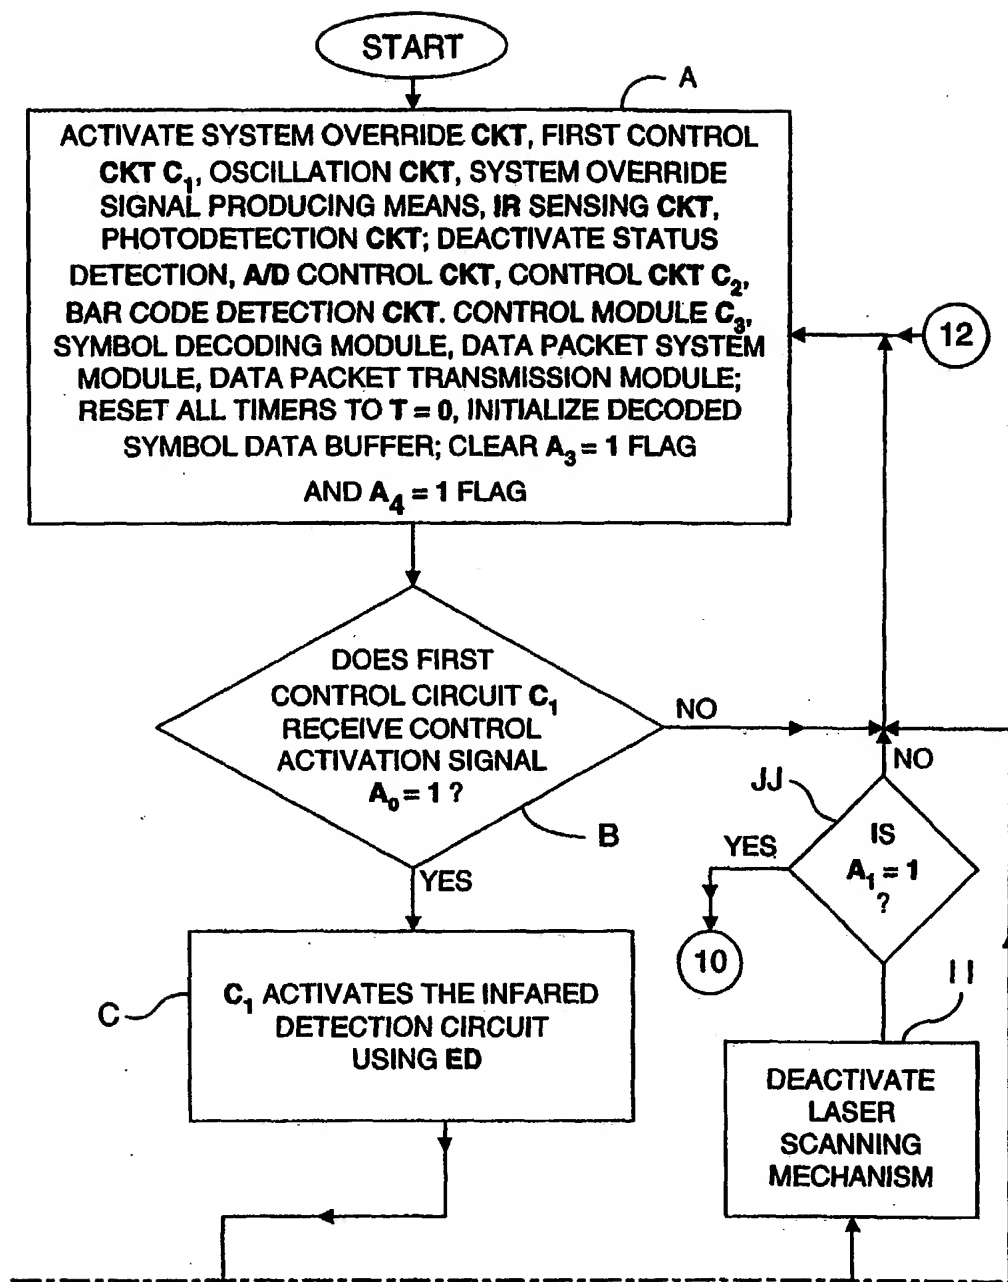 START
A
ACTIVATE SYSTEM OVERRIDE CKT, FIRST CONTROL
CKT C₁, OSCILLATION CKT, SYSTEM OVERRIDE
SIGNAL PRODUCING MEANS, IR SENSING CKT,
PHOTODETECTION CKT; DEACTIVATE STATUS
DETECTION, A/D CONTROL CKT, CONTROL CKT C₂,
BAR CODE DETECTION CKT. CONTROL MODULE C₃,
SYMBOL DECODING MODULE, DATA PACKET SYSTEM
MODULE, DATA PACKET TRANSMISSION MODULE;
RESET ALL TIMERS TO T = 0, INITIALIZE DECODED
SYMBOL DATA BUFFER; CLEAR A₃ = 1 FLAG
AND A₄ = 1 FLAG
12
DOES FIRST
CONTROL CIRCUIT C₁
RECEIVE CONTROL
ACTIVATION SIGNAL
A₀ = 1 ?
NO
B
YES
NO
JJ
IS
A₁ = 1
?
YES
10
C
C₁ ACTIVATES THE INFARED
DETECTION CIRCUIT
USING ED
II
DEACTIVATE
LASER
SCANNING
MECHANISM